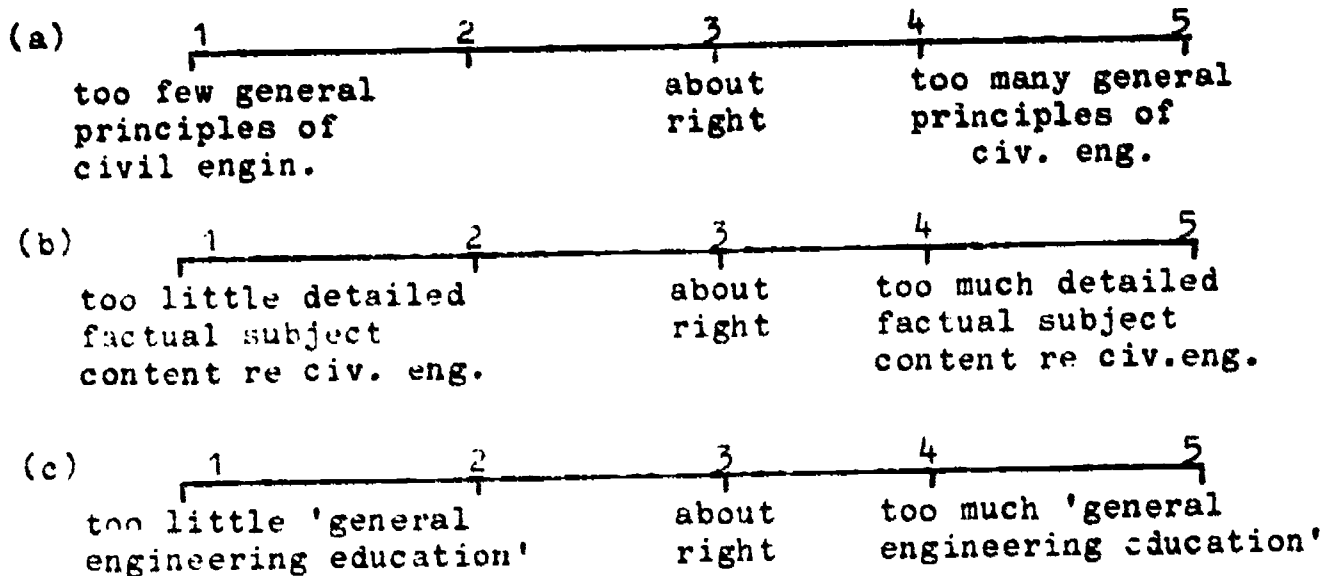 (a) 1 2 3 4 5
too few general about too many general
principles of right principles of
civil engin. civ. eng.
(b) 1 2 3 4 5
too little detailed about too much detailed
factual subject right factual subject
content re civ. eng. content re civ.eng.
(c) 1 2 3 4 5
too little 'general about too much 'general
engineering education' right engineering education'